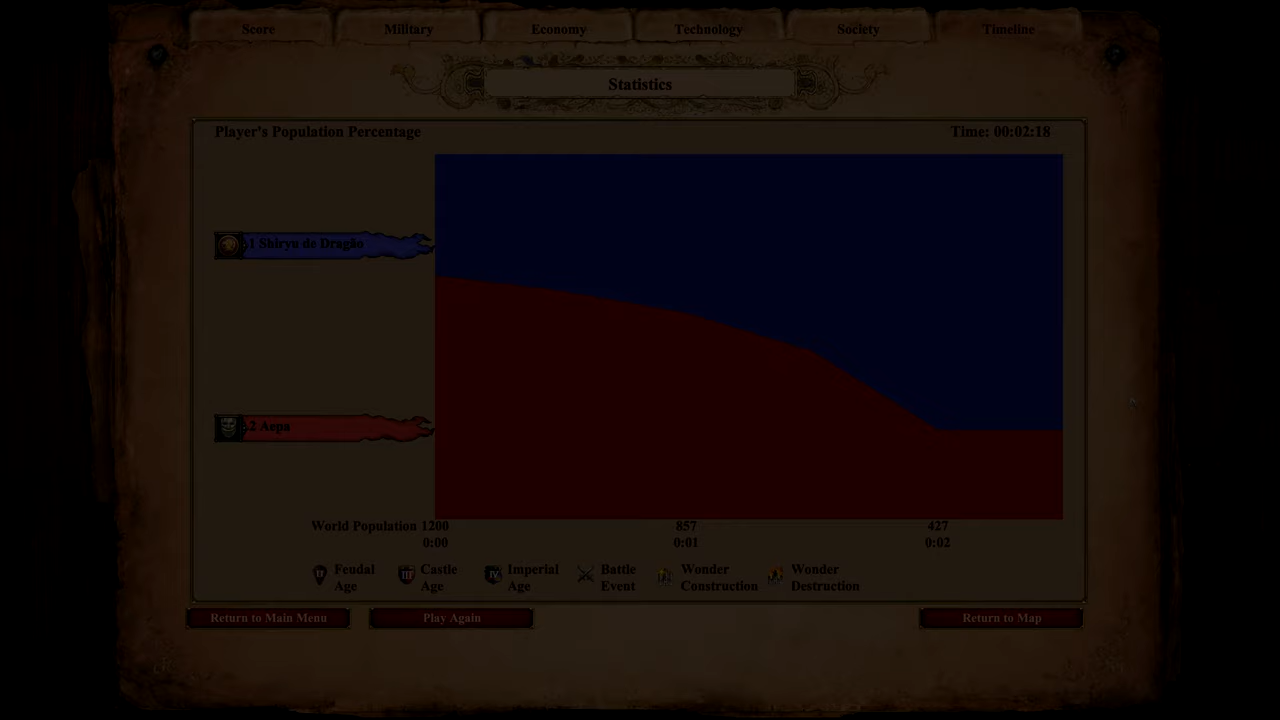 Score Military Economy Technology Society Timeline
Statistics
Player's Population Percentage Time: 00:02:18
1 Shiryu de Dragão
2 Aepa
World Population 1200 857 427
0:00 0:01 0:02
Feudal Age
Castle Age
Imperial Age
Battle Event
Wonder Construction
Wonder Destruction
Return to Main Menu Play Again Return to Map